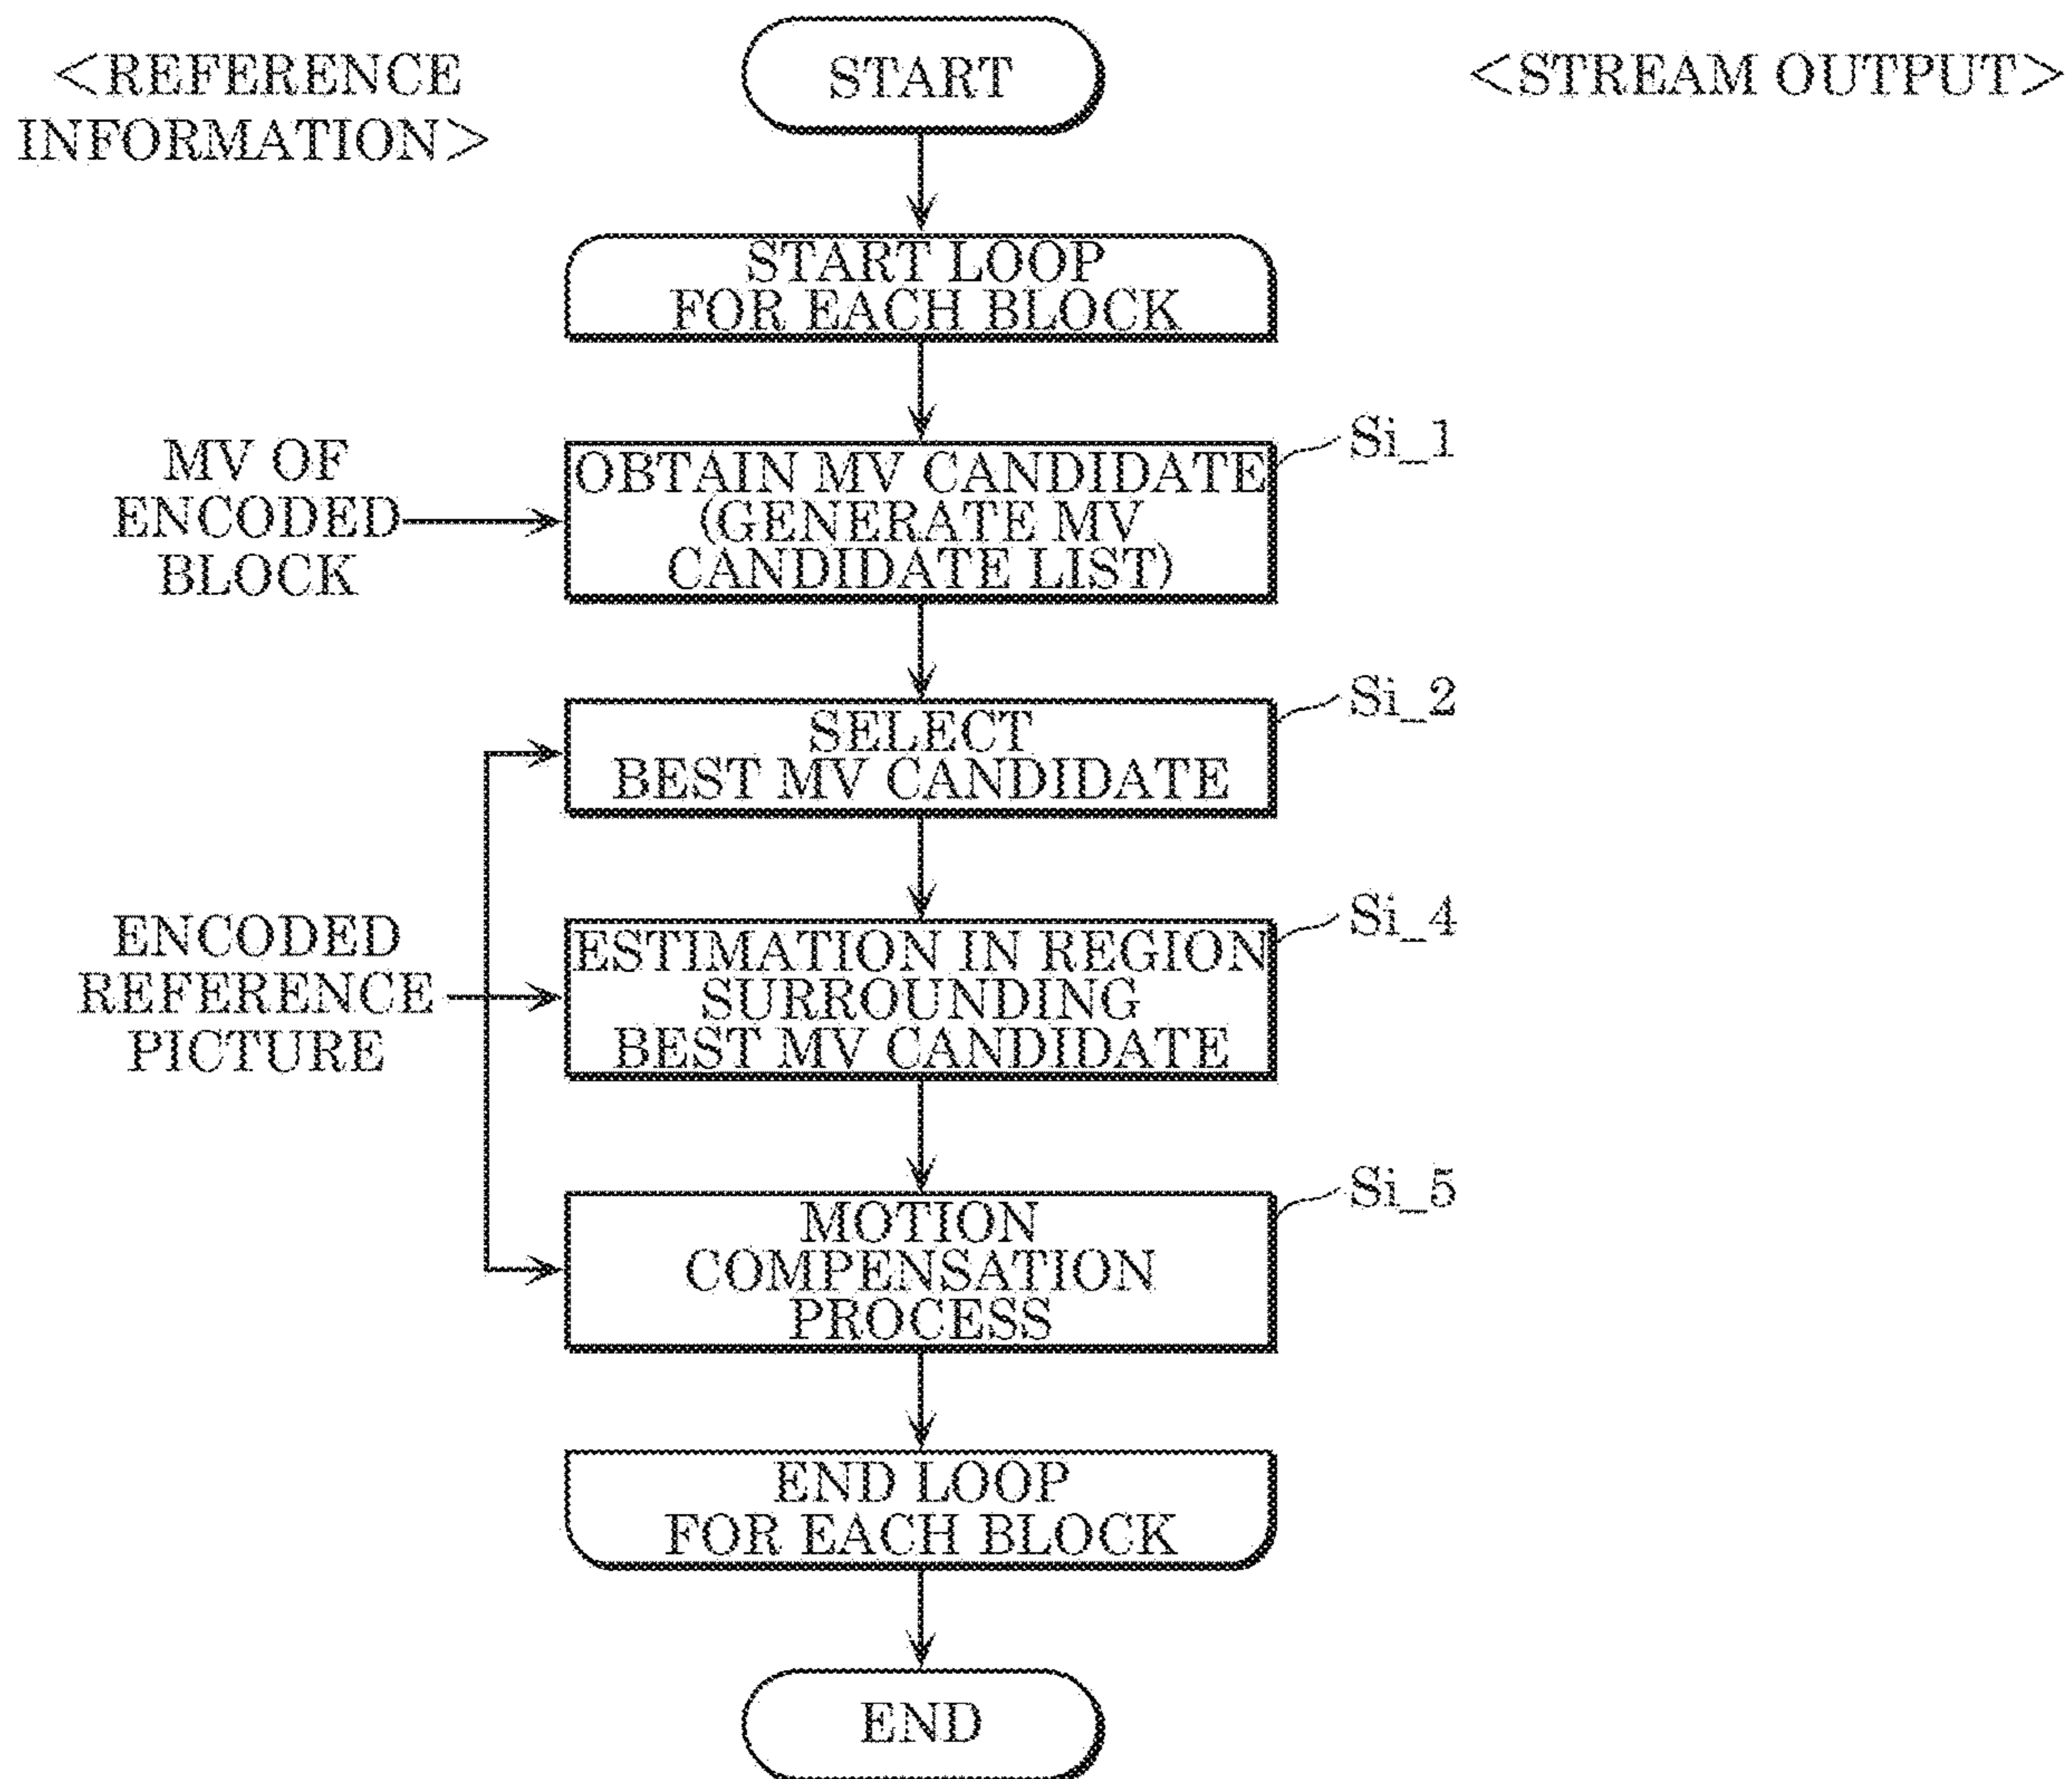 <REFERENCE
INFORMATION>
START
<STREAM OUTPUT>
START LOOP
FOR EACH BLOCK
MV OF
ENCODED
BLOCK
OBTAIN MV CANDIDATE
(GENERATE MV
CANDIDATE LIST)
Si_1
SELECT
BEST MV CANDIDATE
Si_2
ENCODED
REFERENCE
PICTURE
ESTIMATION IN REGION
SURROUNDING
BEST MV CANDIDATE
Si_4
MOTION
COMPENSATION
PROCESS
Si_5
END LOOP
FOR EACH BLOCK
END